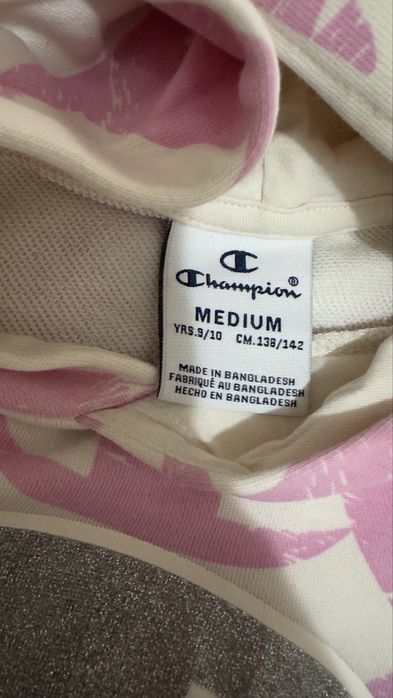 Champion®
MEDIUM
YRS.9/10 CM.138/142
MADE IN BANGLADESH
FABRIQUÉ AU BANGLADESH
HECHO EN BANGLADESH